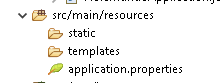 src/main/resources
static
templates
application.properties